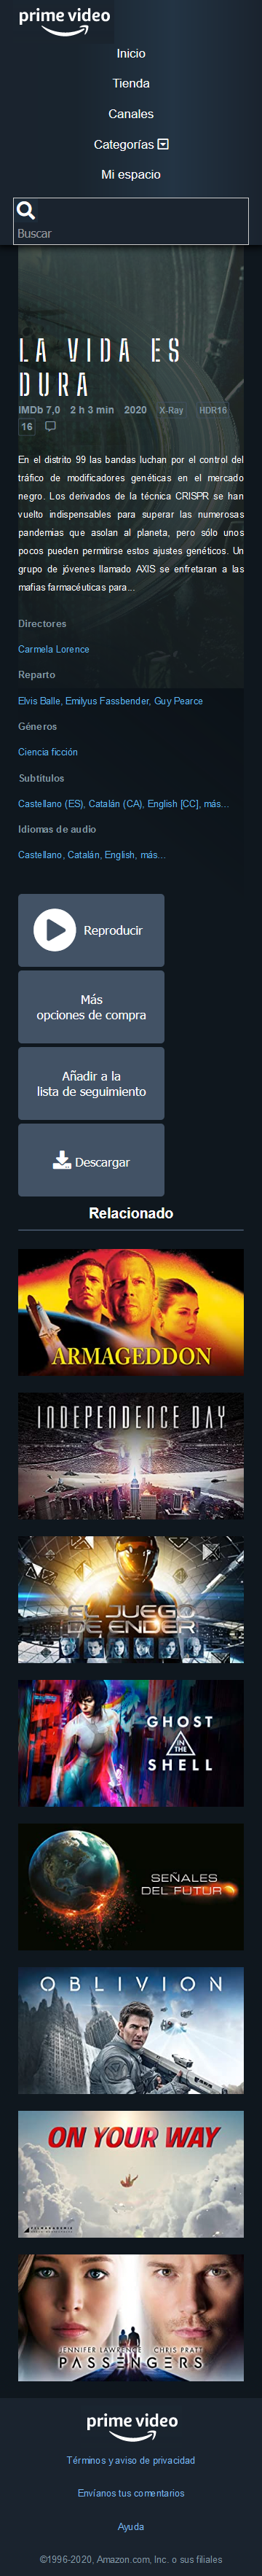 prime video
Inicio
Tienda
Canales
Categorías
Mi espacio
Buscar
LA VIDA ES
DURA
IMDb 7,0 2 h 3 min 2020 X-Ray HDR16
16
En el distrito 99 las bandas luchan por el control del
tráfico de modificadores genéticas en el mercado
negro. Los derivados de la técnica CRISPR se han
vuelto indispensables para superar las numerosas
pandemias que asolan al planeta, pero sólo unos
pocos pueden permitirse estos ajustes genéticos. Un
grupo de jóvenes llamado AXIS se enfretaran a las
mafias farmacéuticas para...
Directores
Carmela Lorence
Reparto
Elvis Balle, Emilyus Fassbender, Guy Pearce
Géneros
Ciencia ficción
Subtítulos
Castellano (ES), Catalán (CA), English [CC], más...
Idiomas de audio
Castellano, Catalán, English, más...
Reproducir
Más
opciones de compra
Añadir a la
lista de seguimiento
Descargar
Relacionado
ARMAGEDDON
INDEPENDENCE DAY
EL JUEGO
DE ENDER
GHOST
IN THE
SHELL
SEÑALES
DEL FUTURO
OBLIVION
ON YOUR WAY
JENNIFER LAWRENCE CHRIS PRATT
PASSENGERS
prime video
Términos y aviso de privacidad
Envíanos tus comentarios
Ayuda
©1996-2020, Amazon.com, Inc. o sus filiales